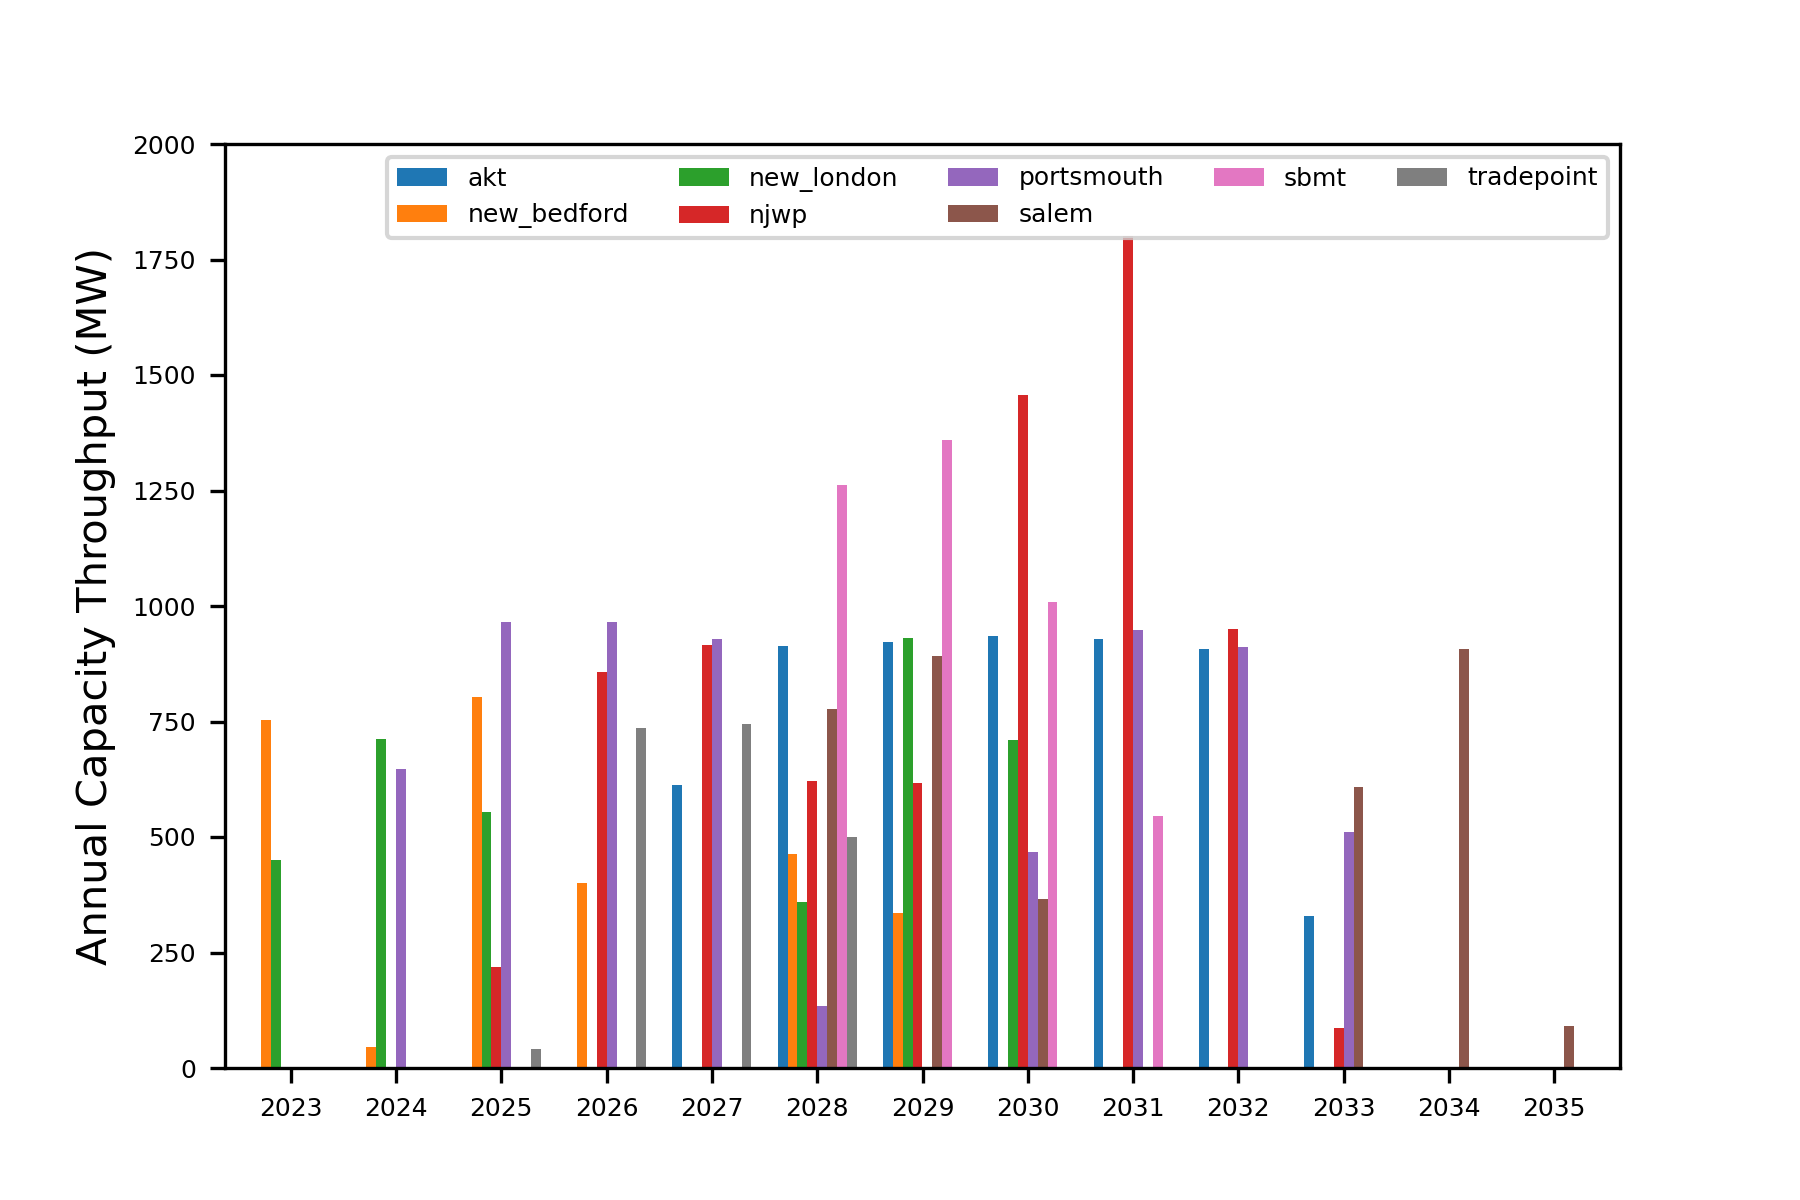 Annual Capacity Throughput (MW)
2000
1750
1500
1250
1000
750
500
250
0
akt new_london portsmouth sbmt tradepoint
new_bedford njwp salem
2023 2024 2025 2026 2027 2028 2029 2030 2031 2032 2033 2034 2035